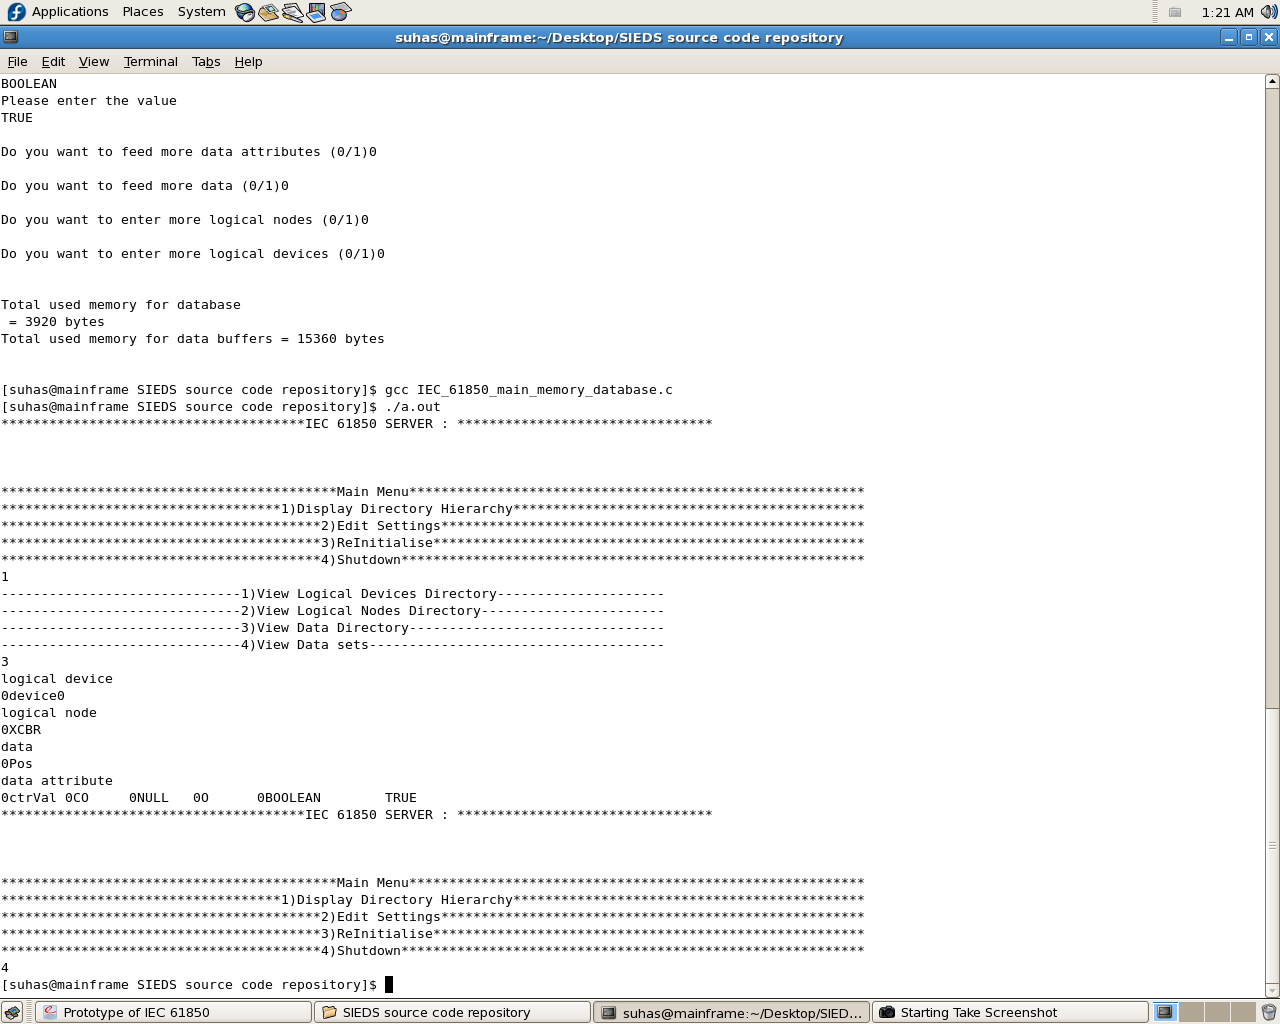 Applications Places System 1:21 AM
suhas@mainframe:~/Desktop/SIEDS source code repository
File Edit View Terminal Tabs Help
BOOLEAN
Please enter the value
TRUE
Do you want to feed more data attributes (0/1)0
Do you want to feed more data (0/1)0
Do you want to enter more logical nodes (0/1)0
Do you want to enter more logical devices (0/1)0
Total used memory for database
 = 3920 bytes
Total used memory for data buffers = 15360 bytes
[suhas@mainframe SIEDS source code repository]$ gcc IEC_61850_main_memory_database.c
[suhas@mainframe SIEDS source code repository]$ ./a.out
**************************************IEC 61850 SERVER : ********************************
******************************************Main Menu*********************************************************
***********************************1)Display Directory Hierarchy********************************************
****************************************2)Edit Settings*****************************************************
****************************************3)ReInitialise******************************************************
****************************************4)Shutdown**********************************************************
1
------------------------------1)View Logical Devices Directory---------------------
------------------------------2)View Logical Nodes Directory-----------------------
------------------------------3)View Data Directory--------------------------------
------------------------------4)View Data sets-------------------------------------
3
logical device
0device0
logical node
0XCBR
data
0Pos
data attribute
0ctrVal 0CO     0NULL   0O      0BOOLEAN        TRUE
**************************************IEC 61850 SERVER : ********************************
******************************************Main Menu*********************************************************
***********************************1)Display Directory Hierarchy********************************************
****************************************2)Edit Settings*****************************************************
****************************************3)ReInitialise******************************************************
****************************************4)Shutdown**********************************************************
4
[suhas@mainframe SIEDS source code repository]$
Prototype of IEC 61850 SIEDS source code repository suhas@mainframe:~/Desktop/SIED... Starting Take Screenshot